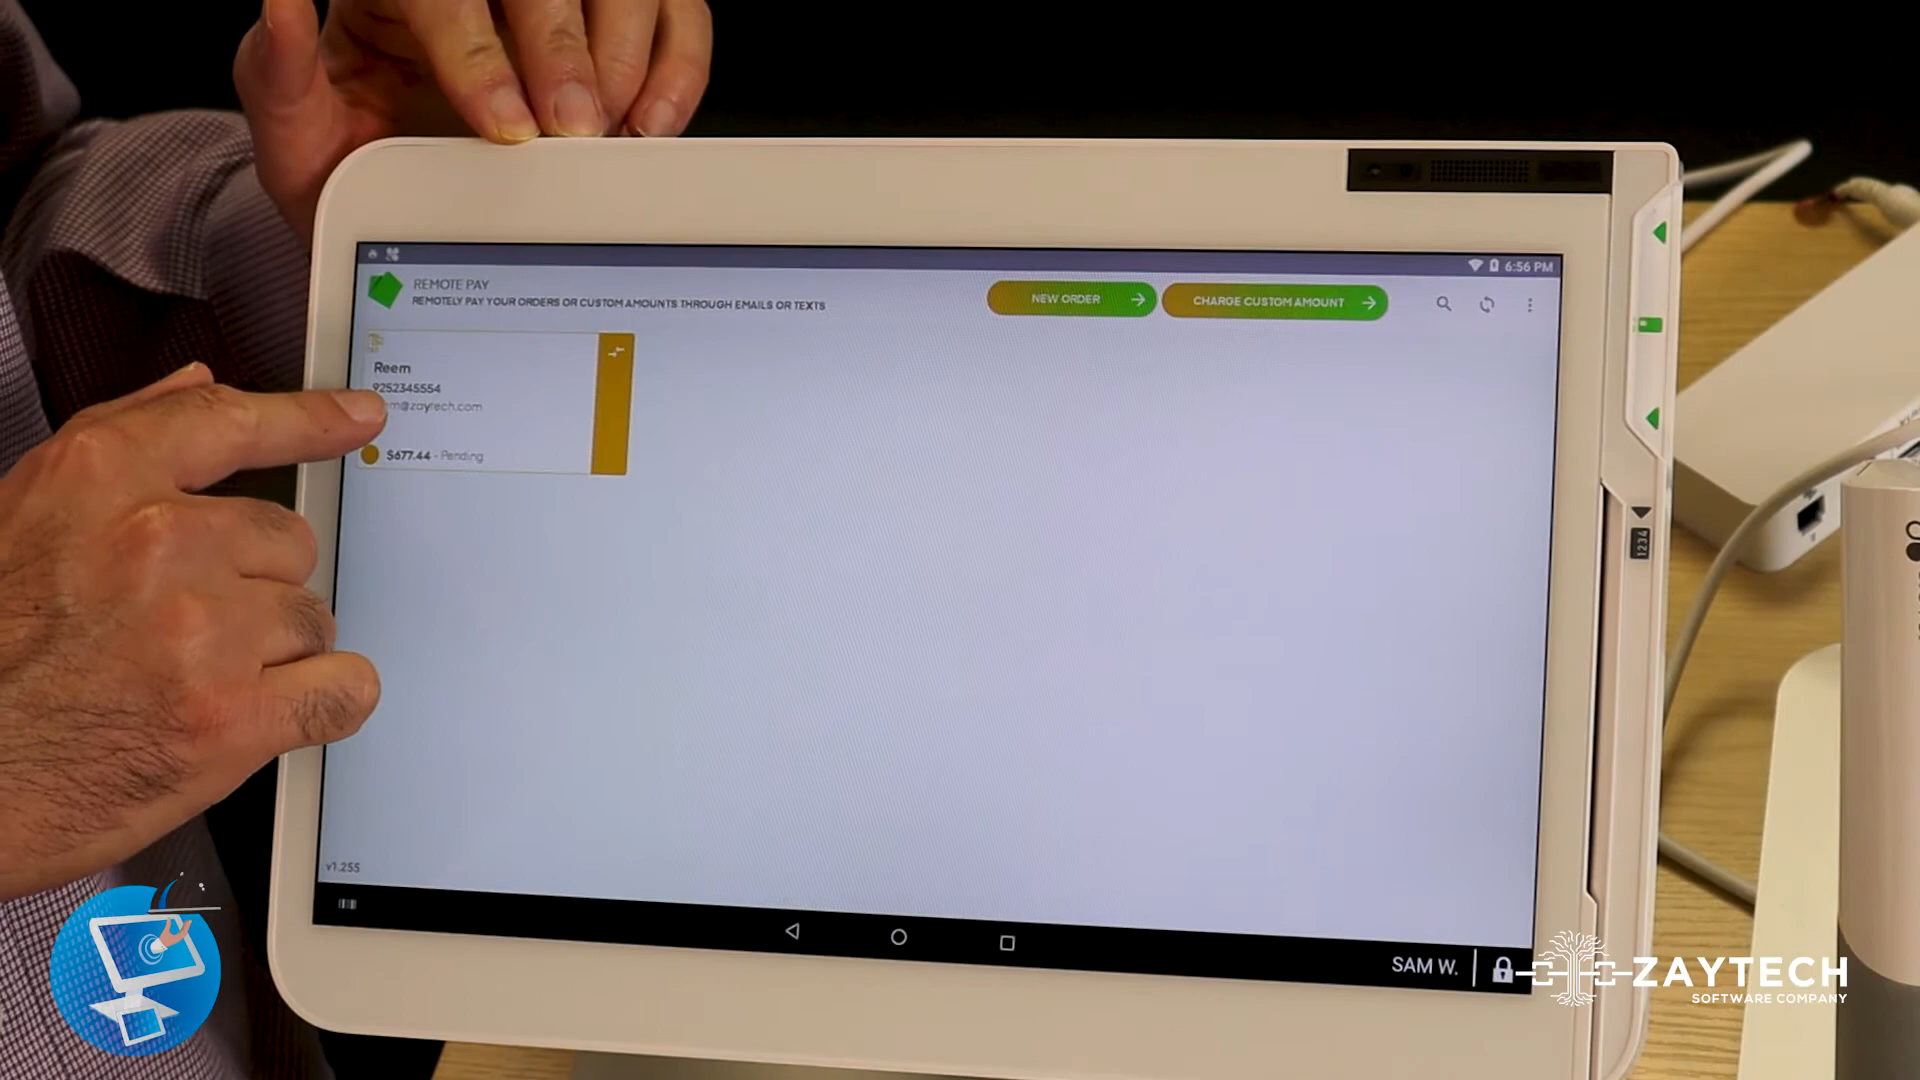 6:56 PM
REMOTE PAY
REMOTELY PAY YOUR ORDERS OR CUSTOM AMOUNTS THROUGH EMAILS OR TEXTS
NEW ORDER
CHARGE CUSTOM AMOUNT
Reem
9252345554
@zaytech.com
$677.44 - Pending
1234
v1.255
SAM W.
ZAYTECH
SOFTWARE COMPANY